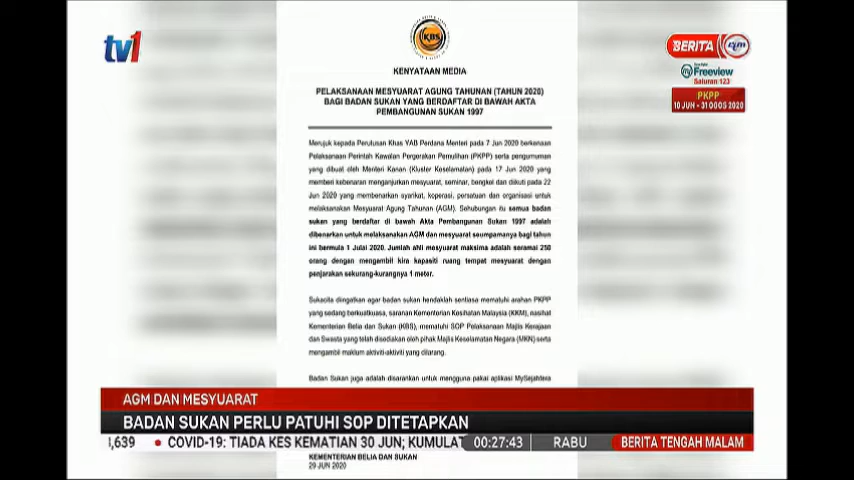 tv1
KBS
BERITA rtm
Freeview
Saluran 123
PKPP
10 JUN - 31 OGOS 2020
KENYATAAN MEDIA
PELAKSANAAN MESYUARAT AGUNG TAHUNAN (TAHUN 2020)
BAGI BADAN SUKAN YANG BERDAFTAR DI BAWAH AKTA
PEMBANGUNAN SUKAN 1997
Merujuk kepada Perutusan Khas YAB Perdana Menteri pada 7 Jun 2020 berkenaan
Pelaksanaan Perintah Kawalan Pergerakan Pemulihan (PKPP) serta pengumuman
yang dibuat oleh Menteri Kanan (Kluster Keselamatan) pada 17 Jun 2020 yang
memberi kebenaran menganjurkan mesyuarat, seminar, bengkel dan diikuti pada 22
Jun 2020 yang membenarkan syarikat, koperasi, persatuan dan organisasi untuk
melaksanakan Mesyuarat Agung Tahunan (AGM). Sehubungan itu semua badan
sukan yang berdaftar di bawah Akta Pembangunan Sukan 1997 adalah
dibenarkan untuk melaksanakan AGM dan mesyuarat seumpamanya bagi tahun
ini bermula 1 Julai 2020. Jumlah ahli mesyuarat maksima adalah seramai 250
orang dengan mengambil kira kapasiti ruang tempat mesyuarat dengan
penjarakan sekurang-kurangnya 1 meter.
Sukacita diingatkan agar badan sukan hendaklah sentiasa mematuhi arahan PKPP
yang sedang berkuatkuasa, saranan Kementerian Kesihatan Malaysia (KKM), nasihat
Kementerian Belia dan Sukan (KBS), mematuhi SOP Pelaksanaan Majlis Kerajaan
dan Swasta yang telah disediakan oleh pihak Majlis Keselamatan Negara (MKN) serta
mengambil maklum aktiviti-aktiviti yang dilarang.
Badan Sukan juga adalah disarankan untuk mengguna pakai aplikasi MySejahtera
AGM DAN MESYUARAT
BADAN SUKAN PERLU PATUHI SOP DITETAPKAN
,639 • COVID-19: TIADA KES KEMATIAN 30 JUN; KUMULAT 00:27:43 RABU BERITA TENGAH MALAM
KEMENTERIAN BELIA DAN SUKAN
29 JUN 2020